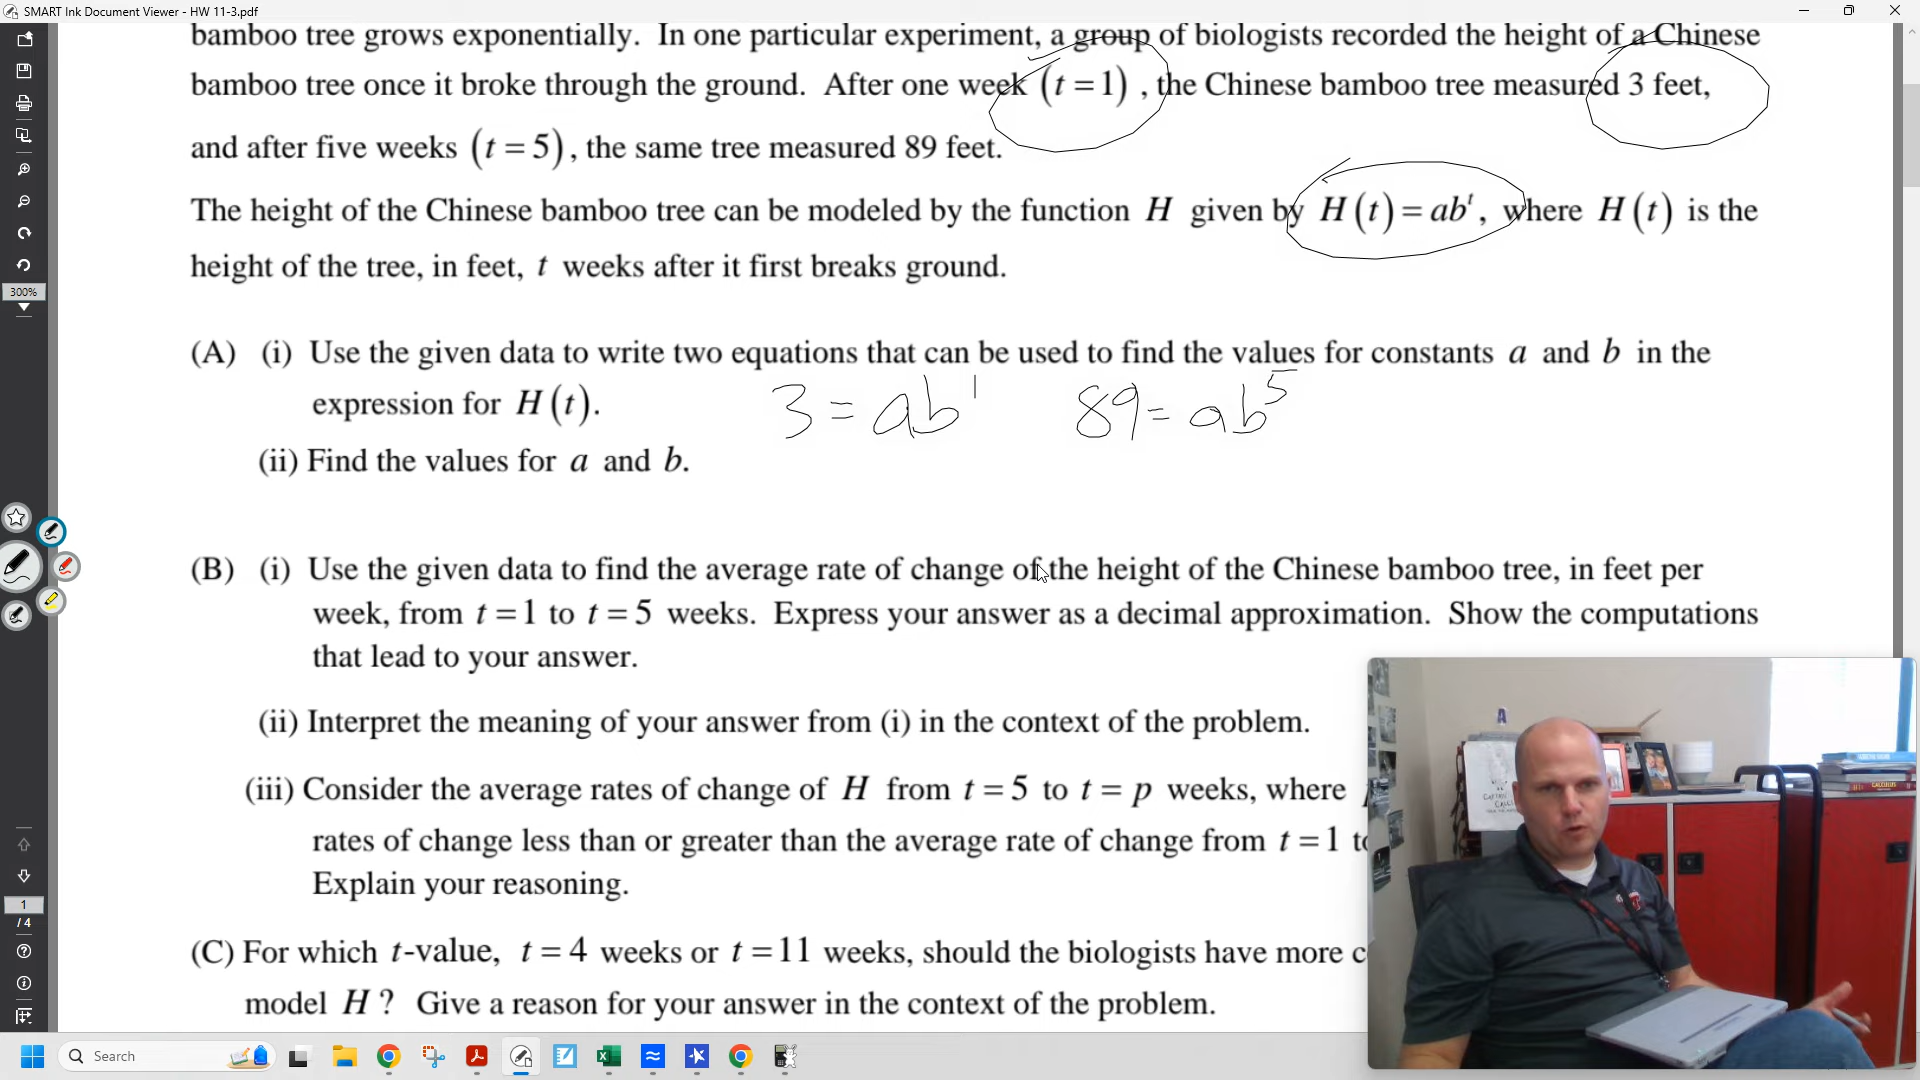 SMART Ink Document Viewer - HW 11-3.pdf
bamboo tree grows exponentially. In one particular experiment, a group of biologists recorded the height of a Chinese
bamboo tree once it broke through the ground. After one week (t = 1), the Chinese bamboo tree measured 3 feet,
and after five weeks (t = 5), the same tree measured 89 feet.
The height of the Chinese bamboo tree can be modeled by the function H given by H(t) = ab^t, where H(t) is the
height of the tree, in feet, t weeks after it first breaks ground.
300%
(A) (i) Use the given data to write two equations that can be used to find the values for constants a and b in the
expression for H(t).
3 = ab^1 89 = ab^5
(ii) Find the values for a and b.
(B) (i) Use the given data to find the average rate of change of the height of the Chinese bamboo tree, in feet per
week, from t = 1 to t = 5 weeks. Express your answer as a decimal approximation. Show the computations
that lead to your answer.
(ii) Interpret the meaning of your answer from (i) in the context of the problem.
(iii) Consider the average rates of change of H from t = 5 to t = p weeks, where
rates of change less than or greater than the average rate of change from t = 1 to
Explain your reasoning.
1
/ 4
(C) For which t-value, t = 4 weeks or t = 11 weeks, should the biologists have more c
model H? Give a reason for your answer in the context of the problem.
Search